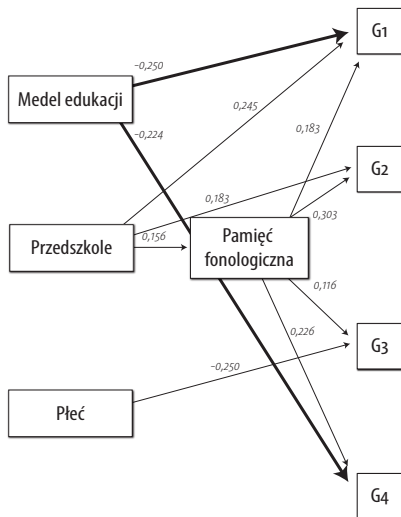 G1
-0,250
Medel edukacji
0,245
-0,224
0,183
G2
0,183
0,303
Przedszkole
0,156
Pamięć
fonologiczna
0,116
0,226
G3
-0,250
Płeć
G4